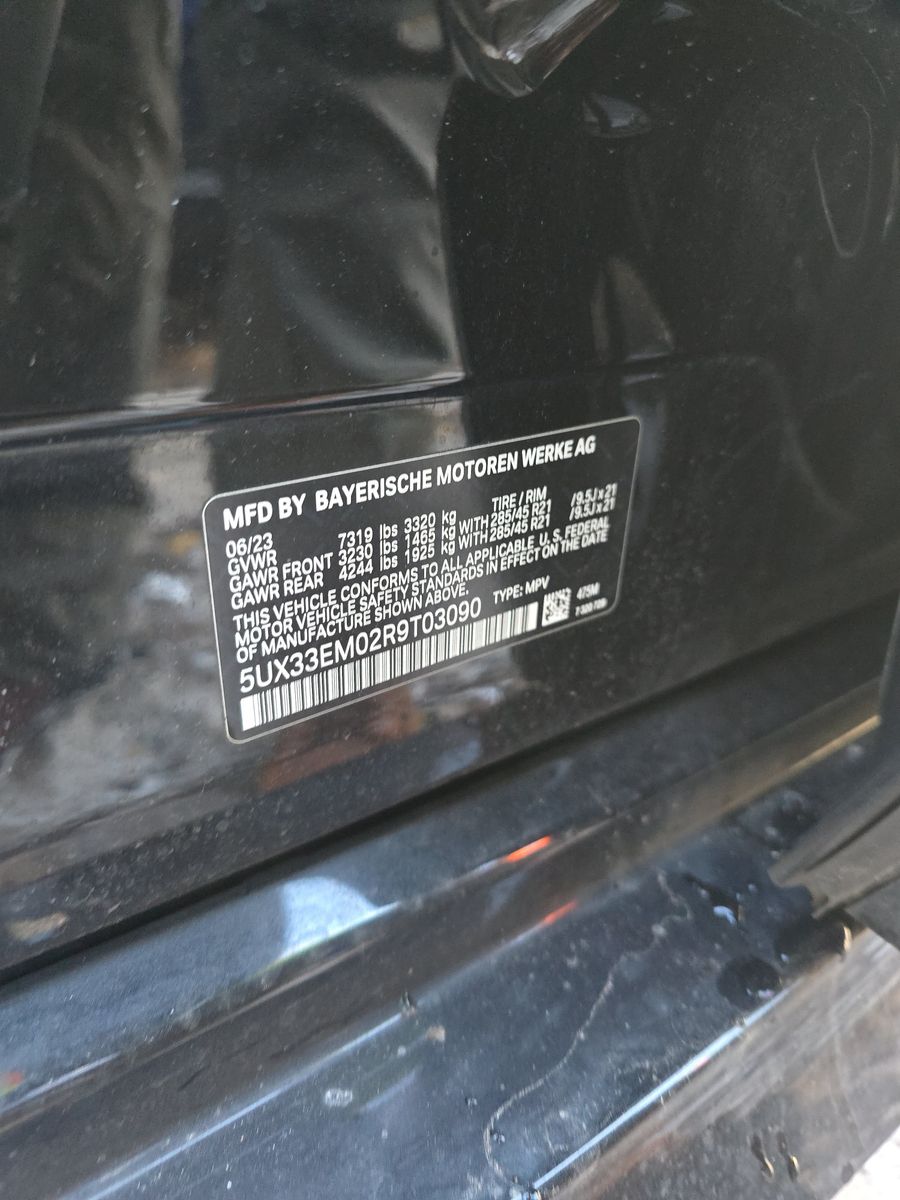 MFD BY BAYERISCHE MOTOREN WERKE AG
06/23 TIRE / RIM
GVWR 7319 lbs 3320 kg
GAWR FRONT 3230 lbs 1465 kg WITH 285/45 R21 /9.5J x 21
GAWR REAR 4244 lbs 1925 kg WITH 285/45 R21 /9.5J x 21
THIS VEHICLE CONFORMS TO ALL APPLICABLE U. S. FEDERAL
MOTOR VEHICLE SAFETY STANDARDS IN EFFECT ON THE DATE
OF MANUFACTURE SHOWN ABOVE.
5UX33EM02R9T03090 TYPE: MPV 475M